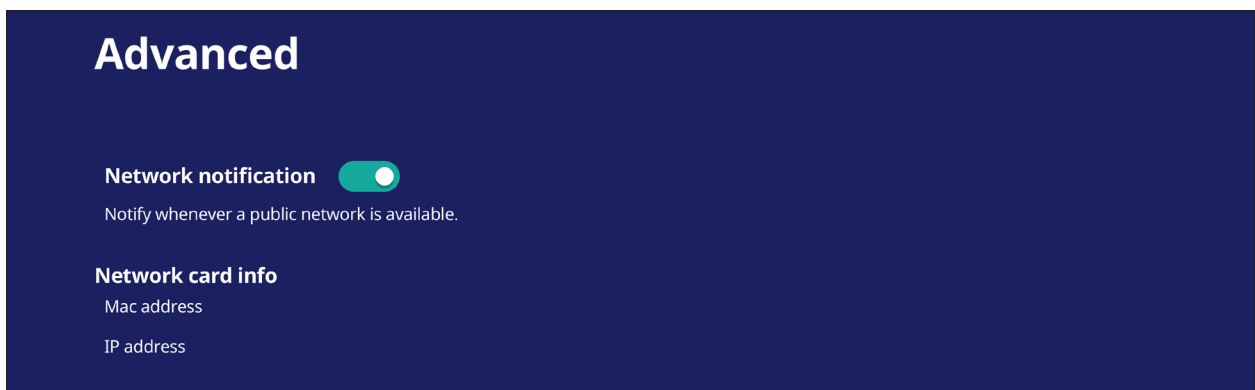 Advanced
Network notification
Notify whenever a public network is available.
Network card info
Mac address
IP address